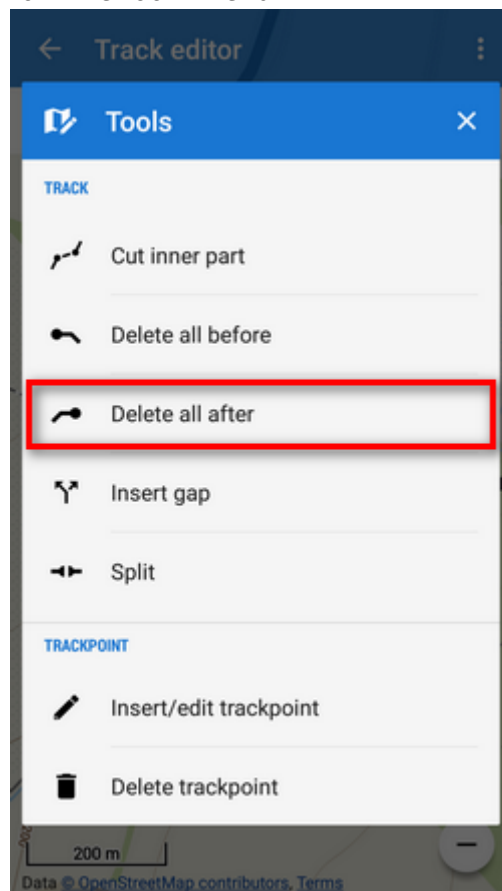 Track editor
Tools
TRACK
Cut inner part
Delete all before
Delete all after
Insert gap
Split
TRACKPOINT
Insert/edit trackpoint
Delete trackpoint
200
200 m
Data © OpenStreetMap contributors, Terms